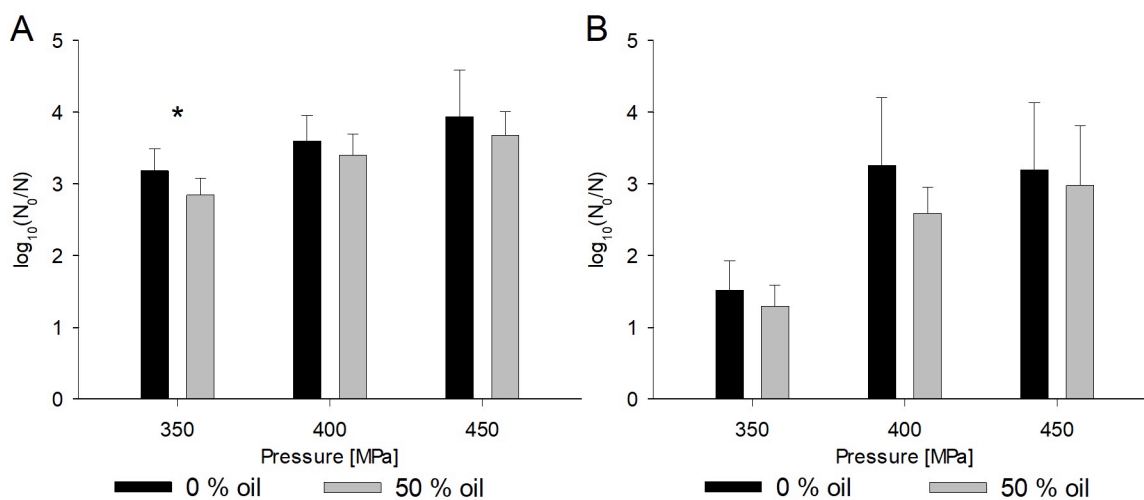 A
log₁₀(N₀/N)
5
4
3
2
1
0
*
350
400
450
Pressure [MPa]
0 % oil
50 % oil
B
log₁₀(N₀/N)
5
4
3
2
1
0
350
400
450
Pressure [MPa]
0 % oil
50 % oil